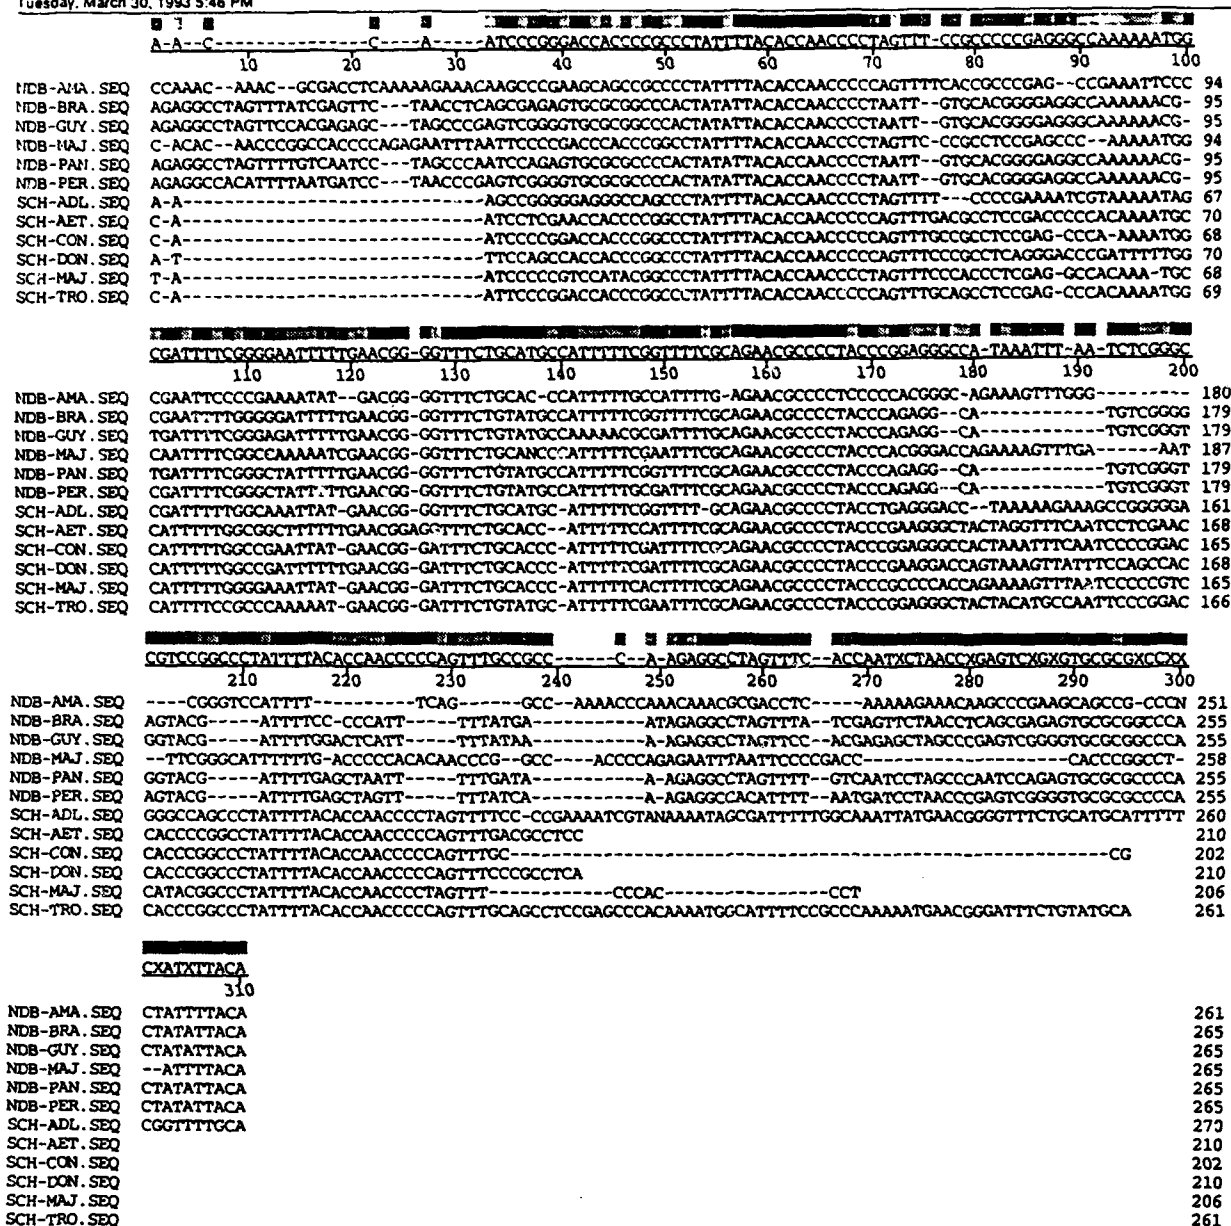 Tuesday, March 30, 1993 5:46 PM
A-A--C---------------C----A-----ATCCCGGGACCACCCCGCCCTATTTTACACCAACCCCTAGTTT-CCGCCCCCGAGGGCCAAAAAATGG
10 20 30 40 50 60 70 80 90 100
NDB-AMA.SEQ CCAAAC--AAAC--GCGACCTCAAAAAGAAACAAGCCCGAAGCAGCCGCCCCTATTTTACACCAACCCCCAGTTTTCACCGCCCGAG--CCGAAATTCCC 94
NDB-BRA.SEQ AGAGGCCTAGTTTATCGAGTTC---TAACCTCAGCGAGAGTGCGCGGCCCACTATATTACACCAACCCCTAATT--GTGCACGGGGAGGCCAAAAAACG- 95
NDB-GUY.SEQ AGAGGCCTAGTTCCACGAGAGC---TAGCCCGAGTCGGGGTGCGCGGCCCACTATATTACACCAACCCCTAATT--GTGCACGGGGAGGCCAAAAAACG- 95
NDB-MAJ.SEQ C-ACAC--AACCCGGCCACCCCAGAGAATTTAATTCCCCGACCACCCGGCCTATTTTACACCAACCCCTAGTTC-CCGCCTCCGAGCCC--AAAAATGG 94
NDB-PAN.SEQ AGAGGCCTAGTTTTGTCAATCC---TAGCCCAATCCAGAGTGCGCGCCCCACTATATTACACCAACCCCTAATT--GTGCACGGGGAGGCCAAAAAACG- 95
NDB-PER.SEQ AGAGGCCACATTTTAATGATCC---TAACCCGAGTCGGGGTGCGCGCCCCACTATATTACACCAACCCCTAATT--GTGCACGGGGAGGCCAAAAAACG- 95
SCH-ADL.SEQ A-A-----------------------------AGCCGGGGGAGGGCCAGCCCTATTTTACACCAACCCCTAGTTTT--CCCCGAAAATCGTAAAAATAG 67
SCH-AET.SEQ C-A-----------------------------ATCCTCGAACCACCCCGGCCTATTTTACACCAACCCCCAGTTTGACGCCTCCGACCCCCACAAAATGC 70
SCH-CON.SEQ C-A-----------------------------ATCCCCGGACCACCCGGCCCTATTTTACACCAACCCCCAGTTTGCCGCCTCCGAG-CCCA-AAAATGG 68
SCH-DON.SEQ A-T-----------------------------TTCCAGCCACCACCCGGCCCTATTTTACACCAACCCCCAGTTTCCCGCCTCAGGGACCCGATTTTTGG 70
SCH-MAJ.SEQ T-A-----------------------------ATCCCCCGTCCATACGGCCCTATTTTACACCAACCCCTAGTTTCCCACCCTCGAG-GCCACAAA-TGC 68
SCH-TRO.SEQ C-A-----------------------------ATTCCCGGACCACCCGGCCCTATTTTACACCAACCCCCAGTTTGCAGCCTCCGAG-CCCACAAAATGG 69
CGATTTTCGGGGAATTTTTGAACGG-GGTTTCTGCATGCCATTTTTCGGTTTTCGCAGAACGCCCCTACCCGGAGGGCCA-TAAATTT-AA-TCTCGGGC
110 120 130 140 150 160 170 180 190 200
NDB-AMA.SEQ CGAATTCCCCGAAAATAT--GACGG-GGTTTCTGCAC-CCATTTTTGCCATTTTG-AGAACGCCCCTCCCCCACGGGC-AGAAAGTTTGGG--------- 180
NDB-BRA.SEQ CGAATTTTGGGGGATTTTTGAACGG-GGTTTCTGTATGCCATTTTTCGGTTTTCGCAGAACGCCCCTACCCAGAGG--CA------------TGTCGGGG 179
NDB-GUY.SEQ TGATTTTCGGGAGATTTTTGAACGG-GGTTTCTGTATGCCAAAAACGCGATTTTGCAGAACGCCCCTACCCAGAGG--CA------------TGTCGGGT 179
NDB-MAJ.SEQ CAATTTTCGGCCAAAAATCGAACGG-GGTTTCTGCANCC-ATTTTTCGAATTTCGCAGAACGCCCCTACCCACGGGACCAGAAAAGTTTGA------AAT 187
NDB-PAN.SEQ TGATTTTCGGGCTATTTTTGAACGG-GGTTTCTGTATGCCATTTTTCGGTTTTCGCAGAACGCCCCTACCCAGAGG--CA------------TGTCGGGT 179
NDB-PER.SEQ CGATTTTCGGGCTATTTTTGAACGG-GGTTTCTGTATGCCATTTTTGCGATTTCGCAGAACGCCCCTACCCAGAGG--CA------------TGTCGGGT 179
SCH-ADL.SEQ CGATTTTTGGCAAATTAT-GAACGG-GGTTTCTGCATGC-ATTTTTCGGTTTT-GCAGAACGCCCCTACCTGAGGGACC--TAAAAAGAAAGCCGGGGGA 161
SCH-AET.SEQ CATTTTTGGCGGCTTTTTTGAACGGAGGTTTCTGCACC-ATTTTTCCATTTTCGCAGAACGCCCCTACCCGAAGGGCTACTAGGTTTCAATCCTCGAAC 168
SCH-CON.SEQ CATTTTTGGCCGAATTAT-GAACGG-GATTTCTGCACCC-ATTTTTCGATTTTCGCAGAACGCCCCTACCCGGAGGGCCACTAAATTTCAATCCCCGGAC 165
SCH-DON.SEQ CATTTTTGGCCGATTTTTTGAACGG-GATTTCTGCACCC-ATTTTTCGATTTTCGCAGAACGCCCCTACCCGAAGGACCAGTAAAGTTATTTCCAGCCAC 168
SCH-MAJ.SEQ CATTTTTGGGGAAATTAT-GAACGG-GATTTCTGCATGC-ATTTTTCACTTTTCGCAGAACGCCCCTACCCGCCCCACCAGAAAAGTTTAATCCCCCGTC 165
SCH-TRO.SEQ CATTTTCCGCCCAAAAAT-GAACGG-GATTTCTGTATGC-ATTTTTCGAATTTCGCAGAACGCCCCTACCCGGAGGGCTACTACATGCCAATTCCCGGAC 166
CGTCCGGCCCTATTTTACACCAACCCCCAGTTTGCCGCC------C--A-AGAGGCCTAGTTTC--ACCAATXCTAACCXGAGTCXGXGTGCGCGXCCXX
210 220 230 240 250 260 270 280 290 300
NDB-AMA.SEQ ----CGGGTCCATTTT----------TCAG------GCC--AAAACCCAAACAAACGCGACCTC-----AAAAAGAAACAAGCCCGAAGCAGCCG-CCCN 251
NDB-BRA.SEQ AGTACG-----ATTTTCC-CCCATT-----TTTATGA-----------ATAGAGGCCTAGTTTA--TCGAGTTCTAACCTCAGCGAGAGTGCGCGGCCCA 255
NDB-GUY.SEQ GGTACG-----ATTTTGGACTCATT-----TTTATAA-----------A-AGAGGCCTAGTTCC--ACGAGAGCTAGCCCGAGTCGGGGTGCGCGGCCCA 255
NDB-MAJ.SEQ --TTCGGGCATTTTTTG-ACCCCCACACAACCCG--GCC----ACCCCAGAGAATTTAATTCCCCGACC--------------------CACCCGGCCT- 258
NDB-PAN.SEQ GGTACG-----ATTTTGAGCTAATT-----TTTGATA-----------A-AGAGGCCTAGTTTT--GTCAATCCTAGCCCAATCCAGAGTGCGCGCCCCA 255
NDB-PER.SEQ AGTACG-----ATTTTGAGCTAGTT-----TTTATCA-----------A-AGAGGCCACATTTT--AATGATCCTAACCCGAGTCGGGGTGCGCGCCCCA 255
SCH-ADL.SEQ GGGCCAGCCCTATTTTACACCAACCCCTAGTTTTCC-CCGAAAATCGTANAAAATAGCGATTTTTGGCAAATTATGAACGGGGTTTCTGCATGCATTTTT 260
SCH-AET.SEQ CACCCCGGCCTATTTTACACCAACCCCCAGTTTGACGCCTCC 210
SCH-CON.SEQ CACCCGGCCCTATTTTACACCAACCCCCAGTTTGC----------------------------------------------------------CG 202
SCH-DON.SEQ CACCCGGCCCTATTTTACACCAACCCCCAGTTTCCCGCCTCA 210
SCH-MAJ.SEQ CATACGGCCCTATTTTACACCAACCCCTAGTTT------------CCCAC---------------CCT 206
SCH-TRO.SEQ CACCCGGCCCTATTTTACACCAACCCCCAGTTTGCAGCCTCCGAGCCCACAAAATGGCATTTTCCGCCCAAAAATGAACGGGATTTCTGTATGCA 261
CXATXTTACA
310
NDB-AMA.SEQ CTATTTTACA 261
NDB-BRA.SEQ CTATATTACA 265
NDB-GUY.SEQ CTATATTACA 265
NDB-MAJ.SEQ --ATTTTACA 265
NDB-PAN.SEQ CTATATTACA 265
NDB-PER.SEQ CTATATTACA 265
SCH-ADL.SEQ CGGTTTTGCA 270
SCH-AET.SEQ 210
SCH-CON.SEQ 202
SCH-DON.SEQ 210
SCH-MAJ.SEQ 206
SCH-TRO.SEQ 261